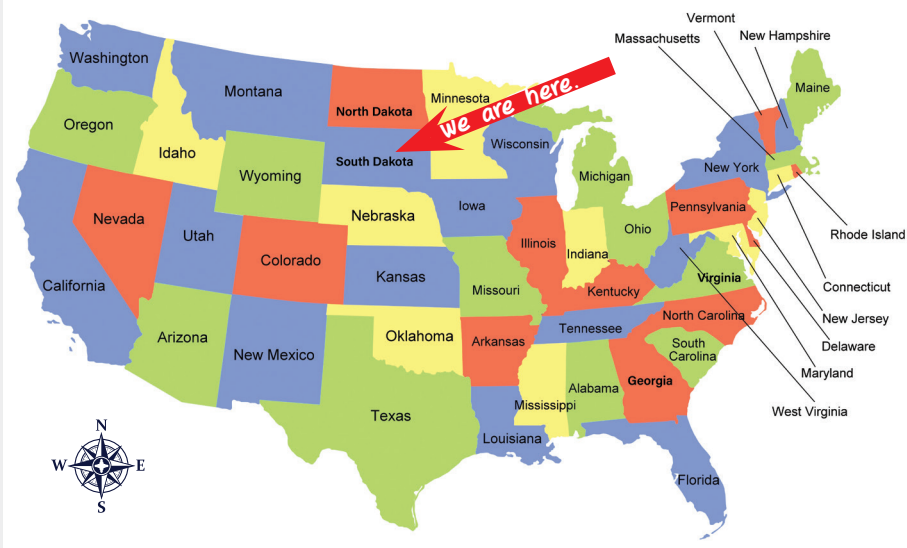 Vermont
New Hampshire
Massachusetts
Washington
Montana
North Dakota
Minnesota
we are here.
Maine
Oregon
Idaho
Wyoming
South Dakota
Wisconsin
Michigan
New York
Rhode Island
Nevada
Utah
Colorado
Nebraska
Iowa
Illinois
Indiana
Ohio
Pennsylvania
Connecticut
California
Kansas
Missouri
Kentucky
Virginia
New Jersey
Arizona
New Mexico
Oklahoma
Arkansas
Tennessee
North Carolina
Delaware
South
Carolina
Maryland
Texas
Louisiana
Mississippi
Alabama
Georgia
West Virginia
Florida
N
W
E
S